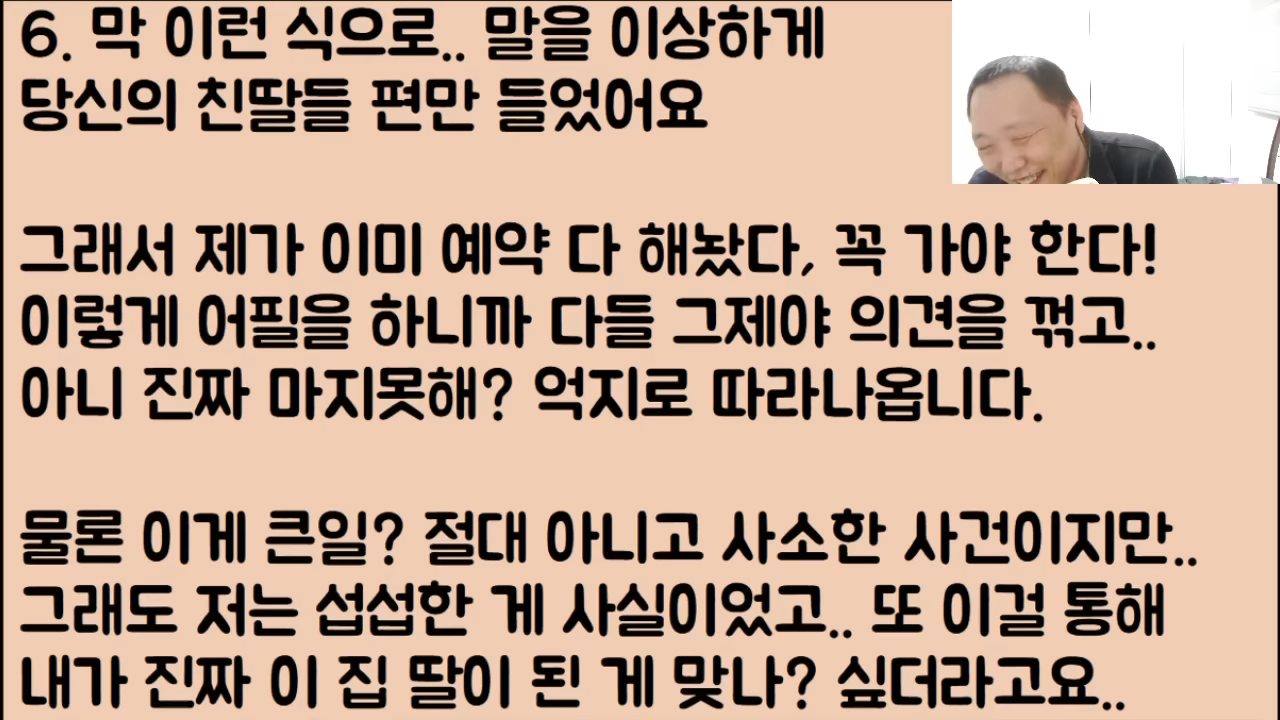 6. 막 이런 식으로.. 말을 이상하게
당신의 친딸들 편만 들었어요
그래서 제가 이미 예약 다 해놨다, 꼭 가야 한다!
이렇게 어필을 하니까 다들 그제야 의견을 꺾고..
아니 진짜 마지못해? 억지로 따라나옵니다.
물론 이게 큰일? 절대 아니고 사소한 사건이지만..
그래도 저는 섭섭한 게 사실이었고.. 또 이걸 통해
내가 진짜 이 집 딸이 된 게 맞나? 싶더라고요..